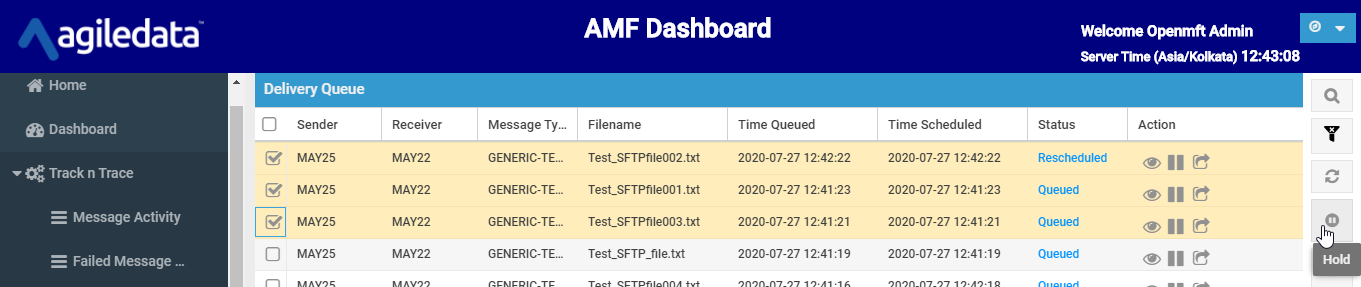 agiledata™
AMF Dashboard
Welcome Openmft Admin
Server Time (Asia/Kolkata) 12:43:08
Home
Dashboard
Track n Trace
Message Activity
Failed Message ...
Delivery Queue
Sender Receiver Message Ty... Filename Time Queued Time Scheduled Status Action
MAY25 MAY22 GENERIC-TE... Test_SFTPfile002.txt 2020-07-27 12:42:22 2020-07-27 12:42:22 Rescheduled
MAY25 MAY22 GENERIC-TE... Test_SFTPfile001.txt 2020-07-27 12:41:23 2020-07-27 12:41:23 Queued
MAY25 MAY22 GENERIC-TE... Test_SFTPfile003.txt 2020-07-27 12:41:21 2020-07-27 12:41:21 Queued
MAY25 MAY22 GENERIC-TE... Test_SFTP_file.txt 2020-07-27 12:41:19 2020-07-27 12:41:19 Queued
MAY25 MAY22 GENERIC-TE... Test_SFTPfile004.txt 2020-07-27 12:41:16 2020-07-27 12:42:18 Queued
Hold